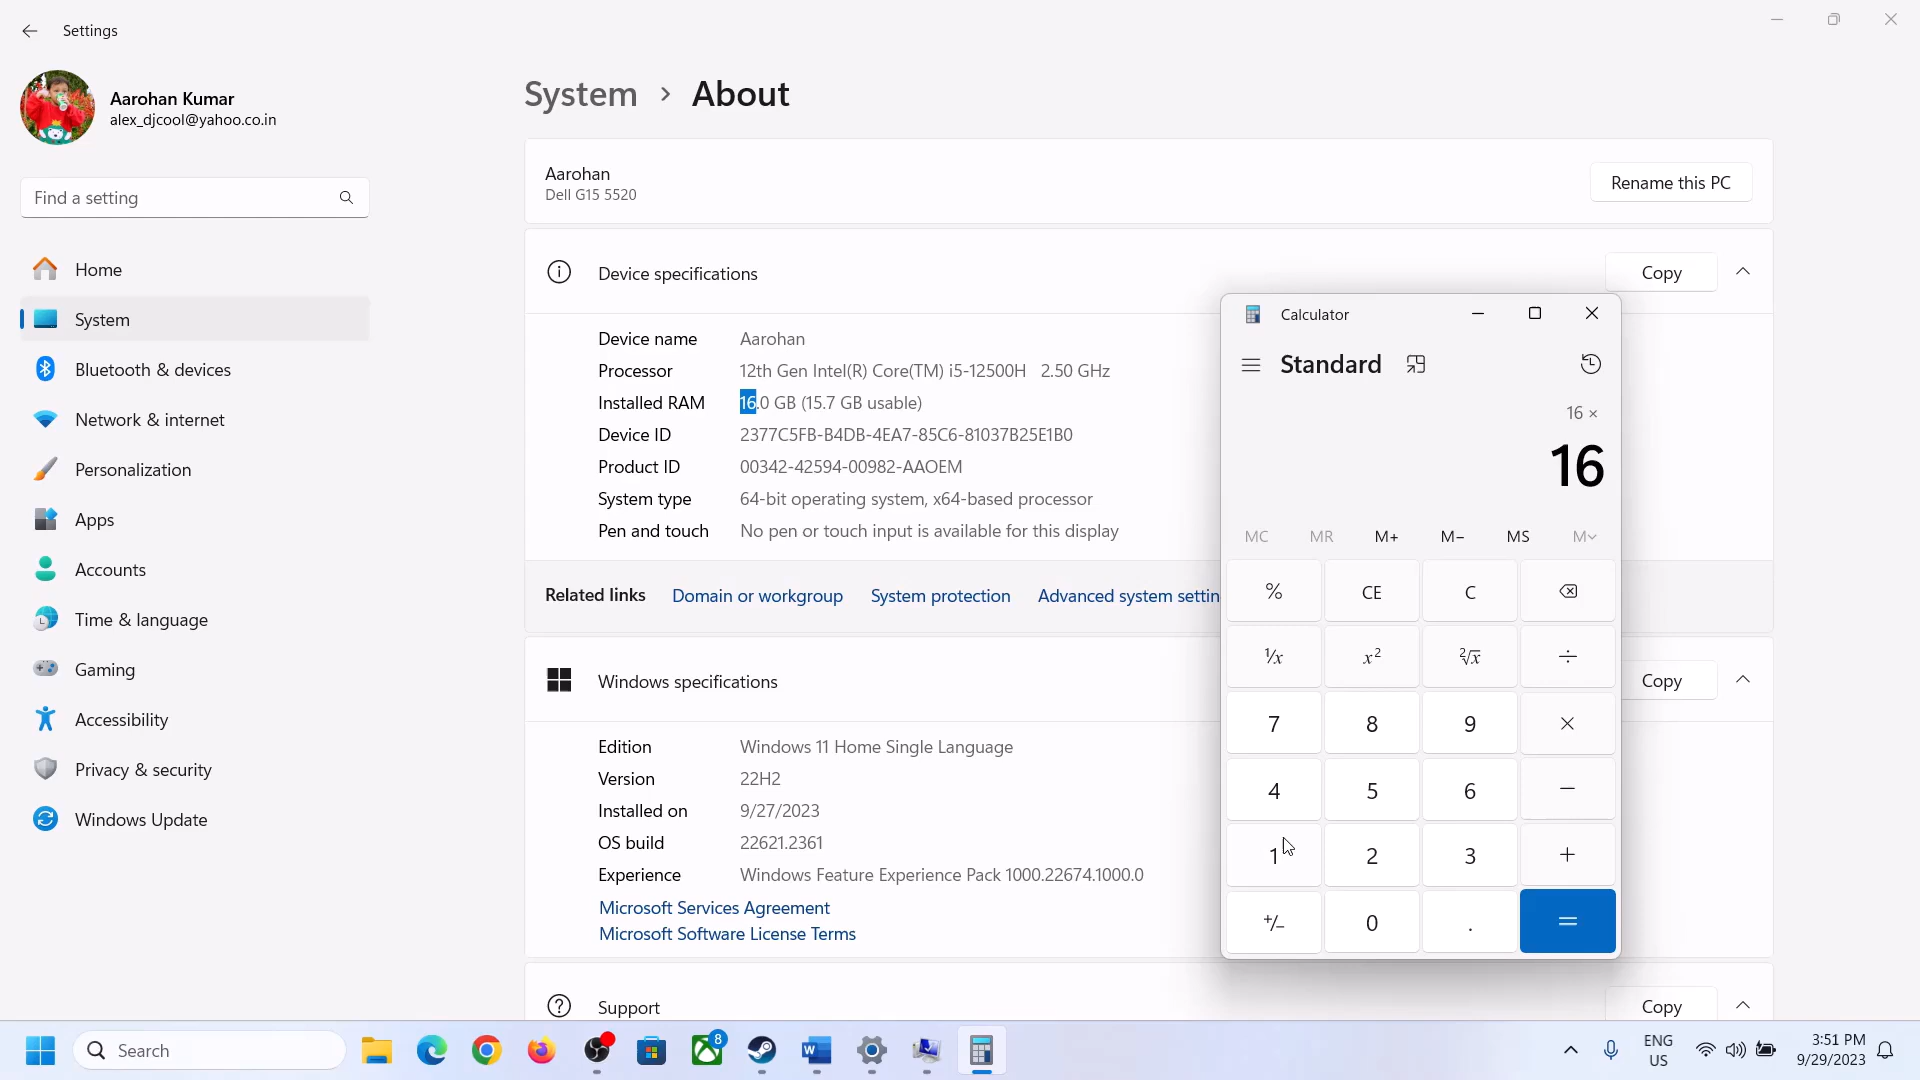 Settings
Aarohan Kumar
alex_djcool@yahoo.co.in
Find a setting
Home
System
Bluetooth & devices
Network & internet
Personalization
Apps
Accounts
Time & language
Gaming
Accessibility
Privacy & security
Windows Update
System > About
Aarohan
Dell G15 5520
Rename this PC
Device specifications
Copy
Device name Aarohan
Processor 12th Gen Intel(R) Core(TM) i5-12500H 2.50 GHz
Installed RAM 16.0 GB (15.7 GB usable)
Device ID 2377C5FB-B4DB-4EA7-85C6-81037B25E1B0
Product ID 00342-42594-00982-AAOEM
System type 64-bit operating system, x64-based processor
Pen and touch No pen or touch input is available for this display
Related links Domain or workgroup System protection Advanced system settin
Windows specifications
Copy
Edition Windows 11 Home Single Language
Version 22H2
Installed on 9/27/2023
OS build 22621.2361
Experience Windows Feature Experience Pack 1000.22674.1000.0
Microsoft Services Agreement
Microsoft Software License Terms
Support
Copy
Calculator
Standard
16 ×
16
MC MR M+ M− MS M
% CE C
¹/x x² ²√x ÷
7 8 9 ×
4 5 6 −
1 2 3 +
+/− 0 . =
Search
8
ENG
US
3:51 PM
9/29/2023